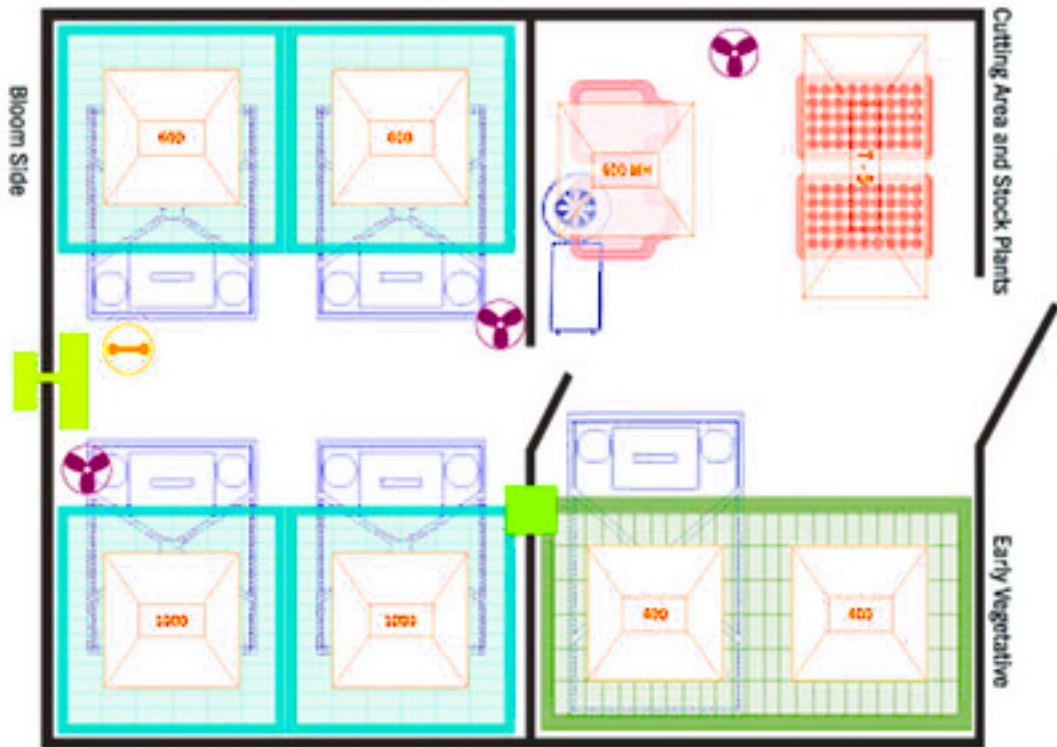 Cutting Area and Stock Plants
Bloom Side
600
600
600 MH
T-5
1000
1000
400
400
Early Vegetative